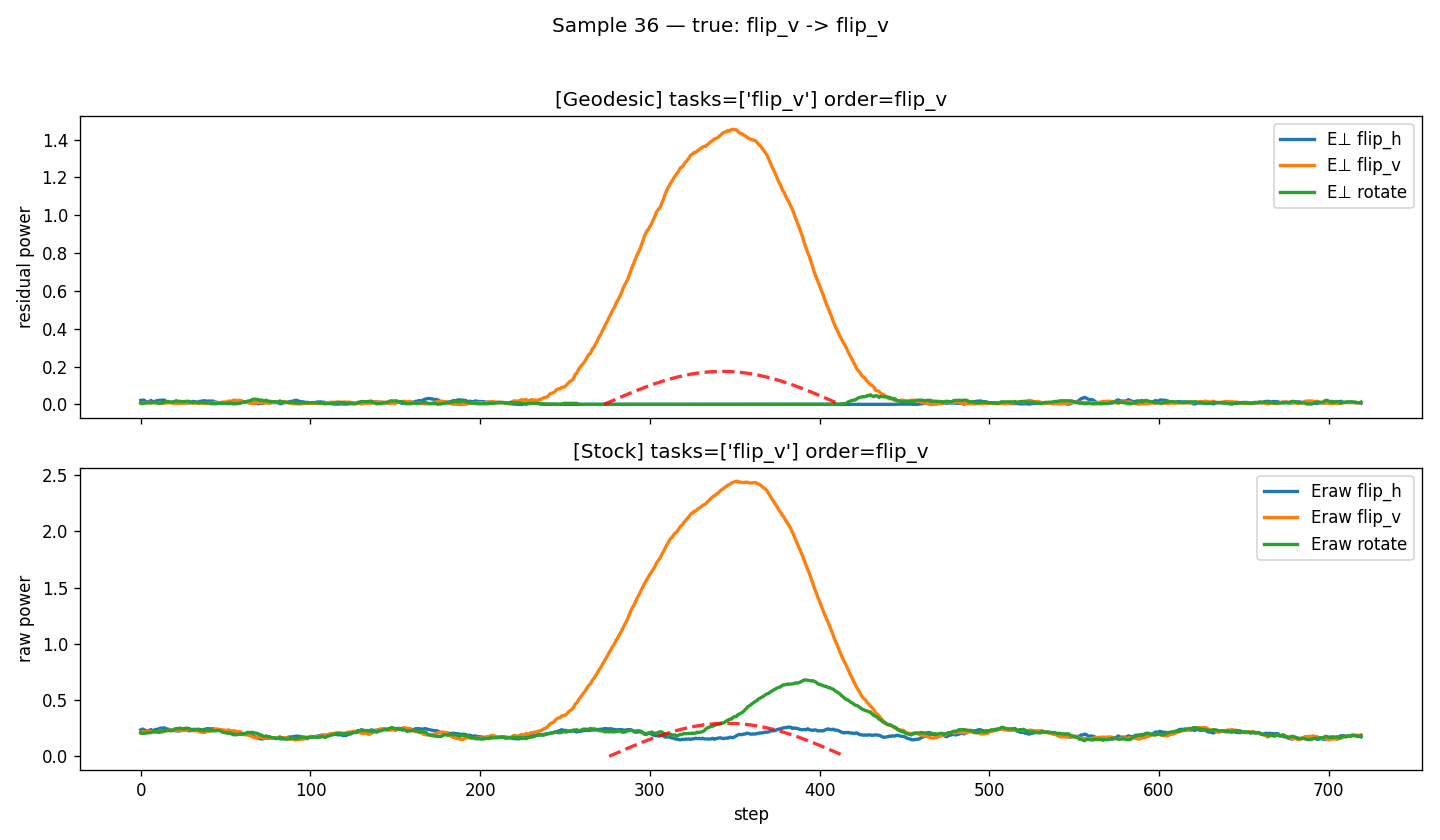 Sample 36 — true: flip_v -> flip_v
[Geodesic] tasks=['flip_v'] order=flip_v
residual power
1.4
1.2
1.0
0.8
0.6
0.4
0.2
0.0
E⊥ flip_h
E⊥ flip_v
E⊥ rotate
[Stock] tasks=['flip_v'] order=flip_v
raw power
2.5
2.0
1.5
1.0
0.5
0.0
Eraw flip_h
Eraw flip_v
Eraw rotate
0 100 200 300 400 500 600 700
step